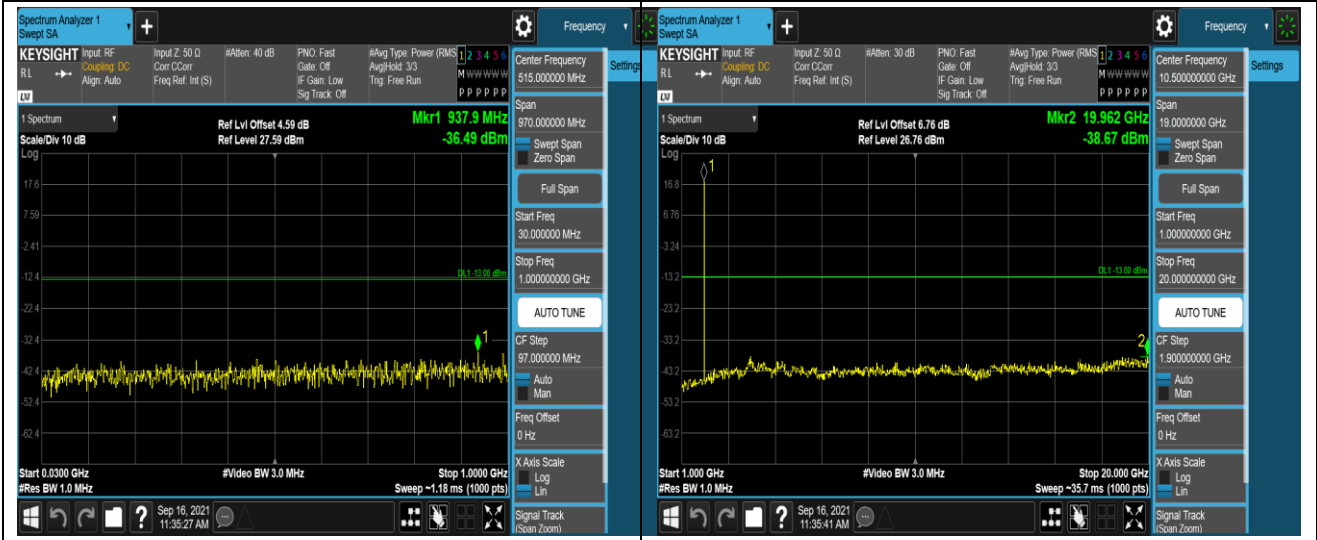 Spectrum Analyzer 1
Swept SA
+
Frequency
KEYSIGHT
RL
LXI
Input: RF
Coupling: DC
Align: Auto
Input Z: 50 Ω
Corr CCorr
Freq Ref: Int (S)
#Atten: 40 dB
PNO: Fast
Gate: Off
IF Gain: Low
Sig Track: Off
#Avg Type: Power (RMS
Avg|Hold: 3/3
Trig: Free Run
1 2 3 4 5 6
M W W W W W
P P P P P P
Center Frequency
515.000000 MHz
Settings
1 Spectrum
Scale/Div 10 dB
Log
Ref Lvl Offset 4.59 dB
Ref Level 27.59 dBm
Mkr1 937.9 MHz
-36.49 dBm
17.6
7.59
-2.41
-12.4
-22.4
-32.4
-42.4
-52.4
-62.4
DL1 -13.00 dBm
1
Start 0.0300 GHz
#Res BW 1.0 MHz
#Video BW 3.0 MHz
Stop 1.0000 GHz
Sweep ~1.18 ms (1000 pts)
Span
970.000000 MHz
Swept Span
Zero Span
Full Span
Start Freq
30.000000 MHz
Stop Freq
1.000000000 GHz
AUTO TUNE
CF Step
97.000000 MHz
Auto
Man
Freq Offset
0 Hz
X Axis Scale
Log
Lin
Signal Track
(Span Zoom)
?
Sep 16, 2021
11:35:27 AM
Spectrum Analyzer 1
Swept SA
+
Frequency
KEYSIGHT
RL
LXI
Input: RF
Coupling: DC
Align: Auto
Input Z: 50 Ω
Corr CCorr
Freq Ref: Int (S)
#Atten: 30 dB
PNO: Fast
Gate: Off
IF Gain: Low
Sig Track: Off
#Avg Type: Power (RMS
Avg|Hold: 3/3
Trig: Free Run
1 2 3 4 5 6
M W W W W W
P P P P P P
Center Frequency
10.500000000 GHz
Settings
1 Spectrum
Scale/Div 10 dB
Log
Ref Lvl Offset 6.76 dB
Ref Level 26.76 dBm
Mkr2 19.962 GHz
-38.67 dBm
1
16.8
6.76
-3.24
-13.2
-23.2
-33.2
-43.2
-53.2
-63.2
DL1 -13.00 dBm
2
Start 1.000 GHz
#Res BW 1.0 MHz
#Video BW 3.0 MHz
Stop 20.000 GHz
Sweep ~35.7 ms (1000 pts)
Span
19.0000000 GHz
Swept Span
Zero Span
Full Span
Start Freq
1.000000000 GHz
Stop Freq
20.000000000 GHz
AUTO TUNE
CF Step
1.900000000 GHz
Auto
Man
Freq Offset
0 Hz
X Axis Scale
Log
Lin
Signal Track
(Span Zoom)
?
Sep 16, 2021
11:35:41 AM